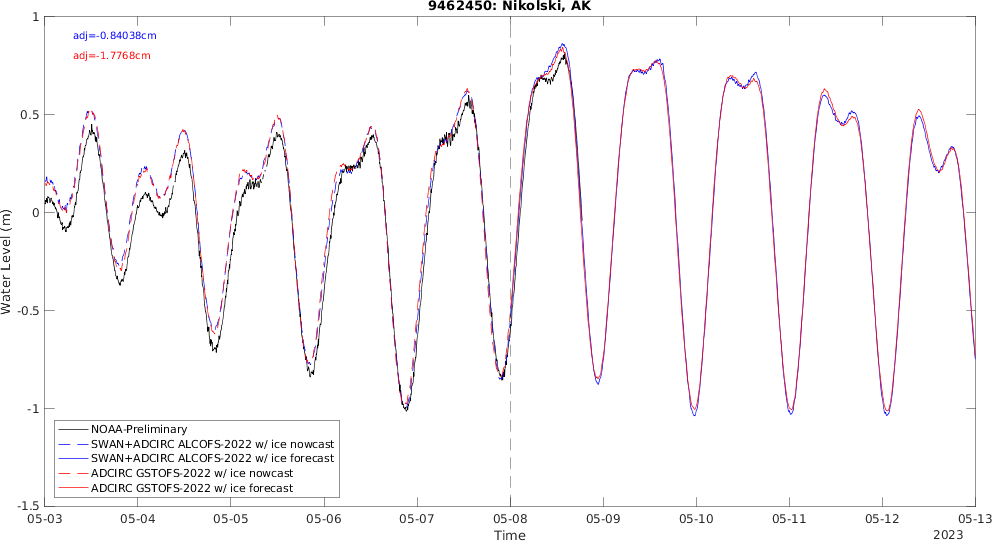 9462450: Nikolski, AK
adj=-0.84038cm
adj=-1.7768cm
Water Level (m)
1
0.5
0
-0.5
-1
-1.5
NOAA-Preliminary
SWAN+ADCIRC ALCOFS-2022 w/ ice nowcast
SWAN+ADCIRC ALCOFS-2022 w/ ice forecast
ADCIRC GSTOFS-2022 w/ ice nowcast
ADCIRC GSTOFS-2022 w/ ice forecast
05-03 05-04 05-05 05-06 05-07 05-08 05-09 05-10 05-11 05-12 05-13
Time
2023